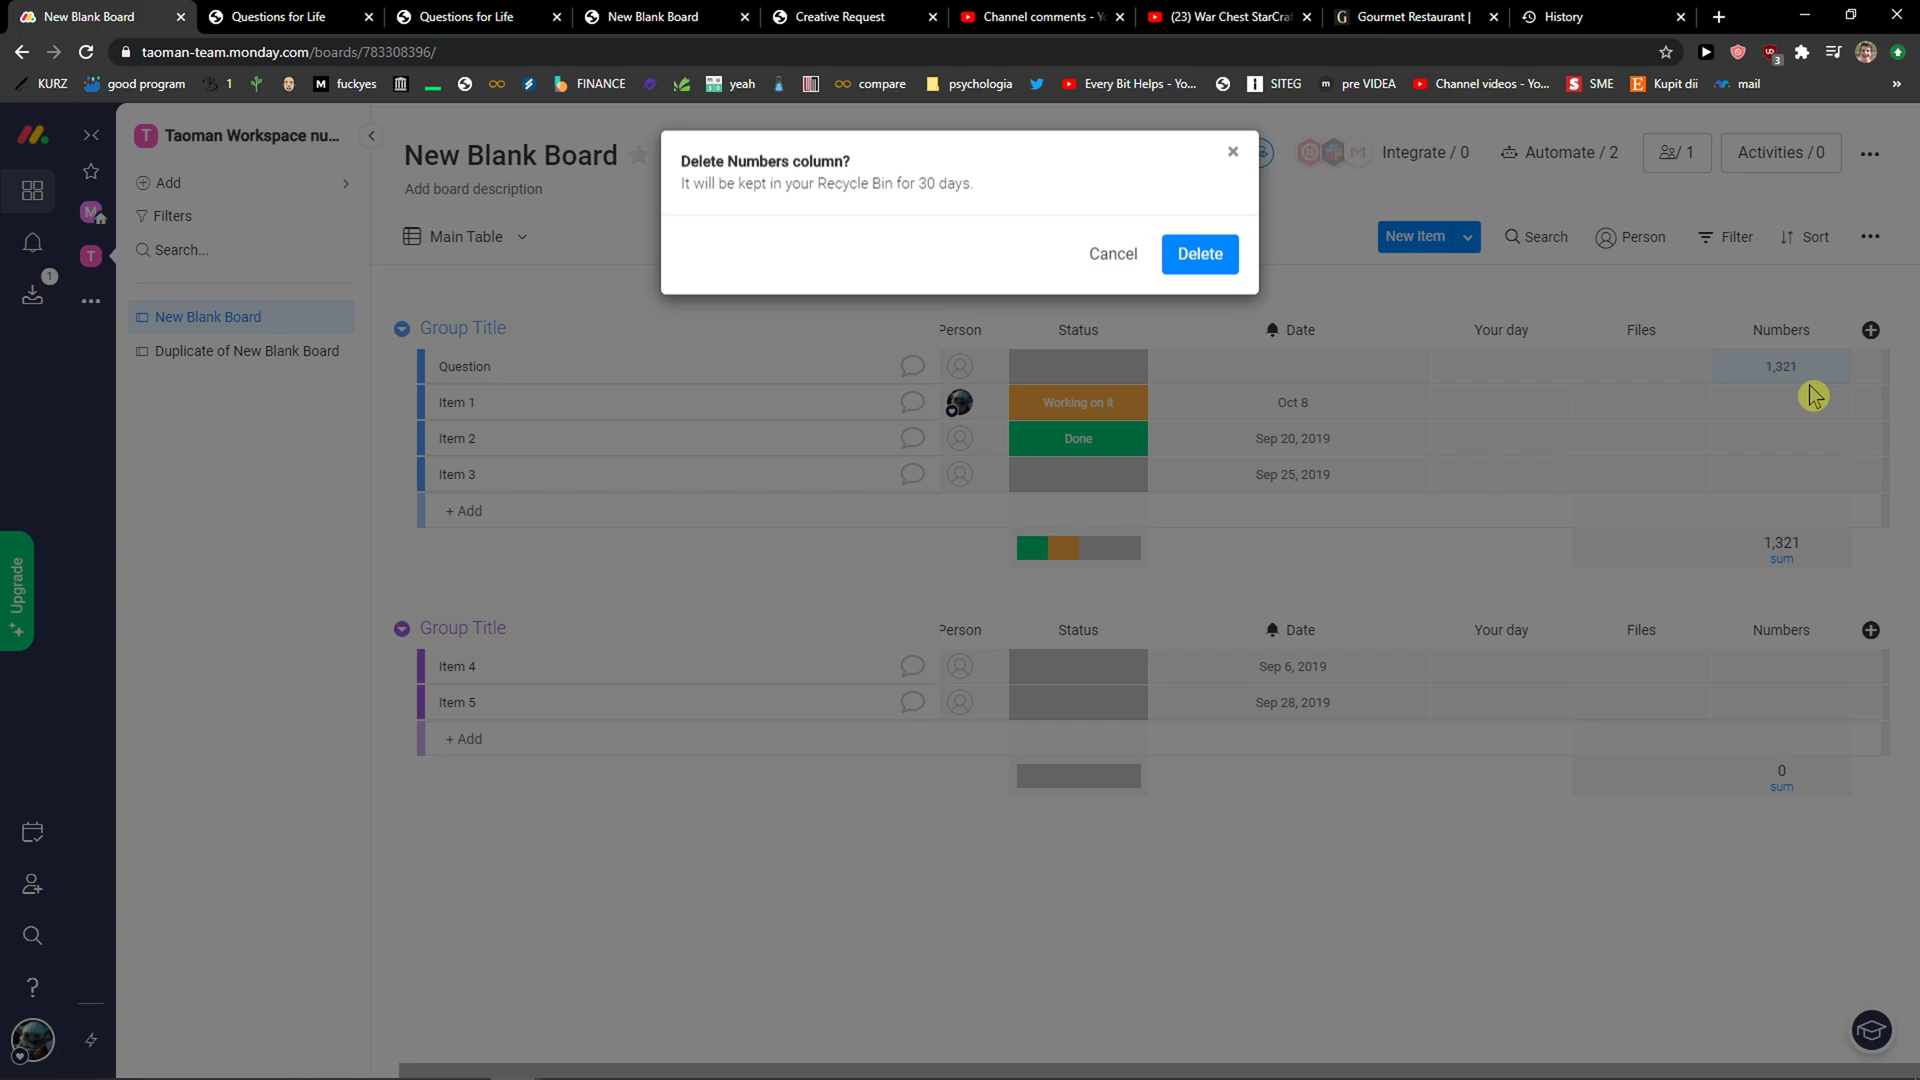 New Blank Board
Questions for Life
Questions for Life
New Blank Board
Creative Request
Channel comments - Y
(23) War Chest StarCra
Gourmet Restaurant |
History
taoman-team.monday.com/boards/783308396/
3
KURZ
good program
1
fuckyes
FINANCE
yeah
compare
psychologia
Every Bit Helps - Yo...
SITEG
pre VIDEA
Channel videos - Yo...
SME
Kupit dii
mail
»
T
Taoman Workspace nu...
Add
Filters
Search...
New Blank Board
Duplicate of New Blank Board
M
T
1
Upgrade
New Blank Board
Add board description
Integrate / 0
Automate / 2
/ 1
Activities / 0
Main Table
New Item
Search
Person
Filter
Sort
Delete Numbers column?
It will be kept in your Recycle Bin for 30 days.
Cancel
Delete
Group Title
Person
Status
Date
Your day
Files
Numbers
Question
1,321
Item 1
Working on it
Oct 8
Item 2
Done
Sep 20, 2019
Item 3
Sep 25, 2019
+ Add
1,321
sum
Group Title
Person
Status
Date
Your day
Files
Numbers
Item 4
Sep 6, 2019
Item 5
Sep 28, 2019
+ Add
0
sum